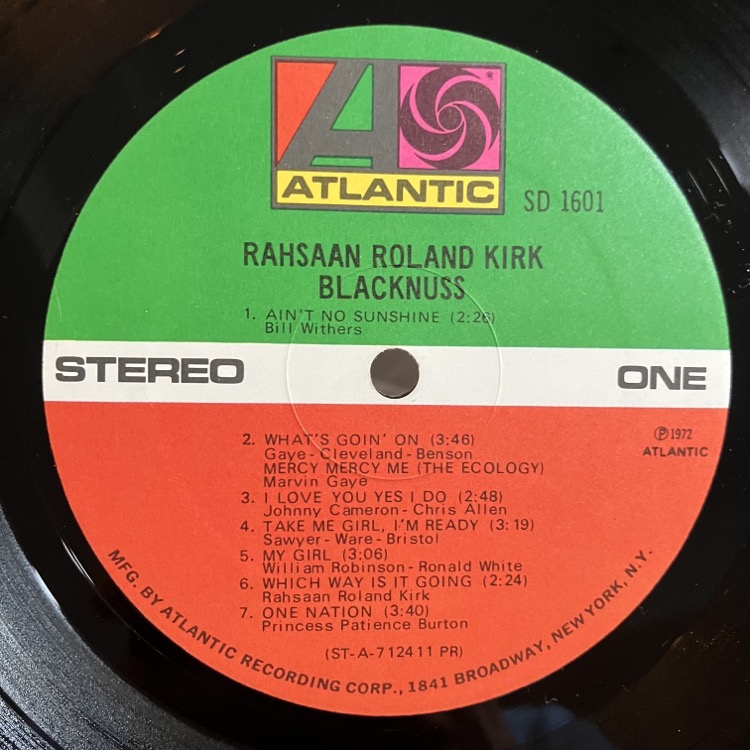 ATLANTIC ®
SD 1601
RAHSAAN ROLAND KIRK
BLACKNUSS
1. AIN'T NO SUNSHINE (2:26)
Bill Withers
STEREO
ONE
2. WHAT'S GOIN' ON (3:46)
Gaye-Cleveland-Benson
MERCY MERCY ME (THE ECOLOGY)
Marvin Gaye
3. I LOVE YOU YES I DO (2:48)
Johnny Cameron-Chris Allen
4. TAKE ME GIRL, I'M READY (3:19)
Sawyer-Ware-Bristol
5. MY GIRL (3:06)
William Robinson-Ronald White
6. WHICH WAY IS IT GOING (2:24)
Rahsaan Roland Kirk
7. ONE NATION (3:40)
Princess Patience Burton
℗ 1972
ATLANTIC
(ST-A-712411 PR)
MFG. BY ATLANTIC RECORDING CORP., 1841 BROADWAY, NEW YORK, N.Y.